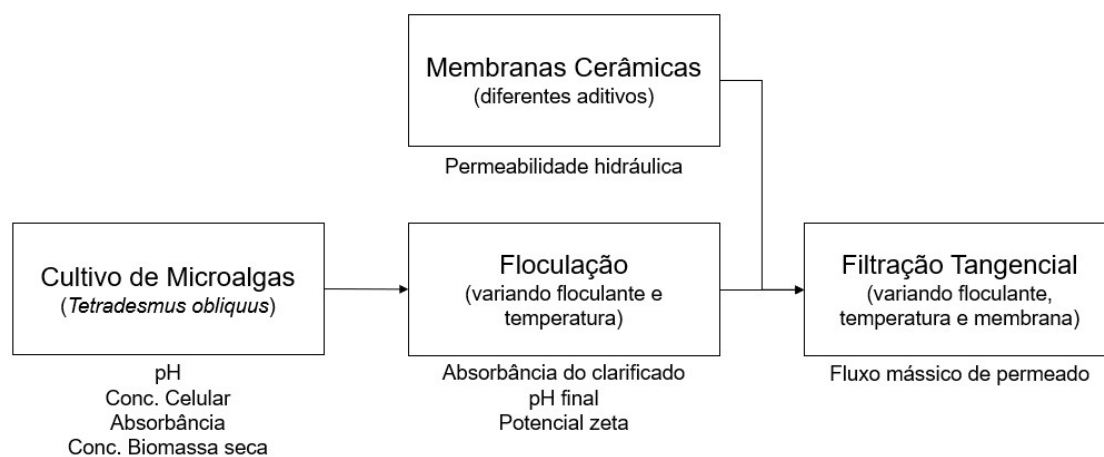 Membranas Cerâmicas
(diferentes aditivos)
Permeabilidade hidráulica
Cultivo de Microalgas
(Tetradesmus obliquus)
pH
Conc. Celular
Absorbância
Conc. Biomassa seca
Floculação
(variando floculante e
temperatura)
Absorbância do clarificado
pH final
Potencial zeta
Filtração Tangencial
(variando floculante,
temperatura e membrana)
Fluxo mássico de permeado